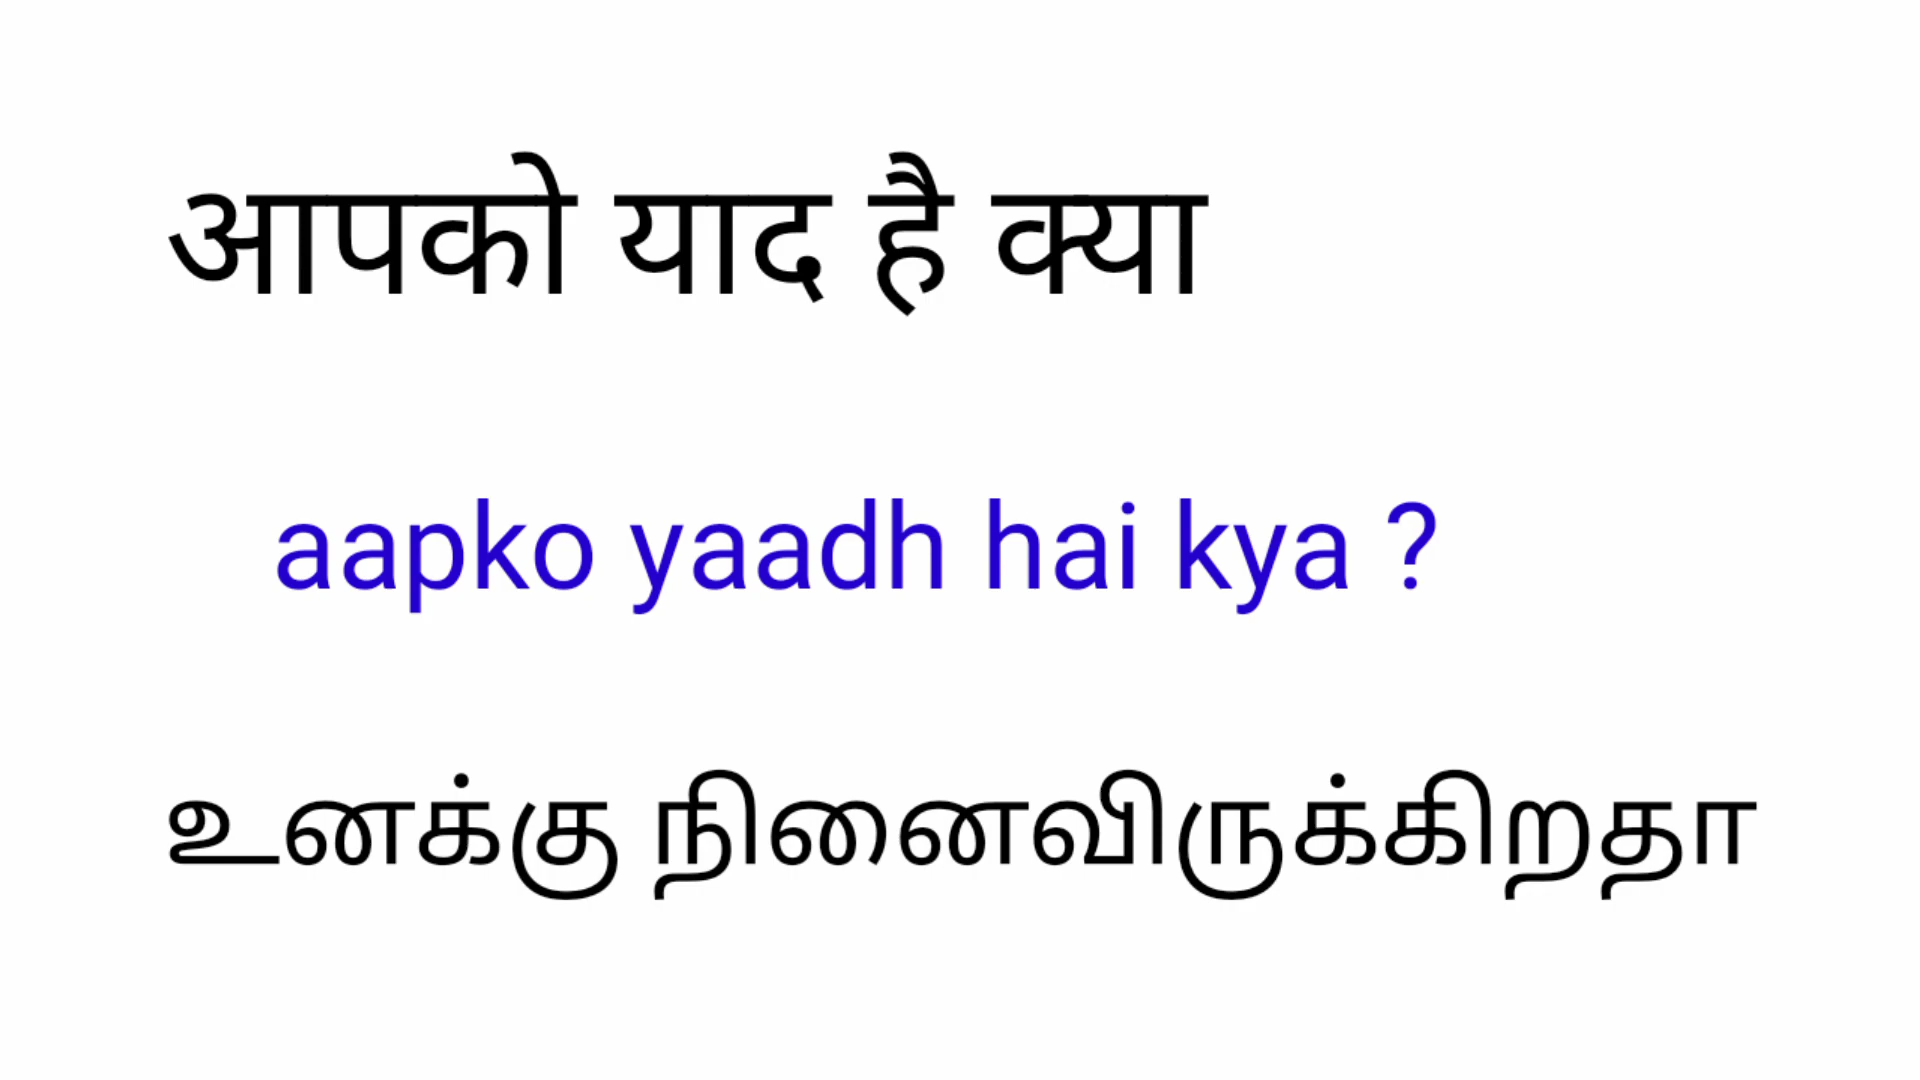 आपको याद है क्या
aapko yaadh hai kya ?
உனக்கு நினைவிருக்கிறதா